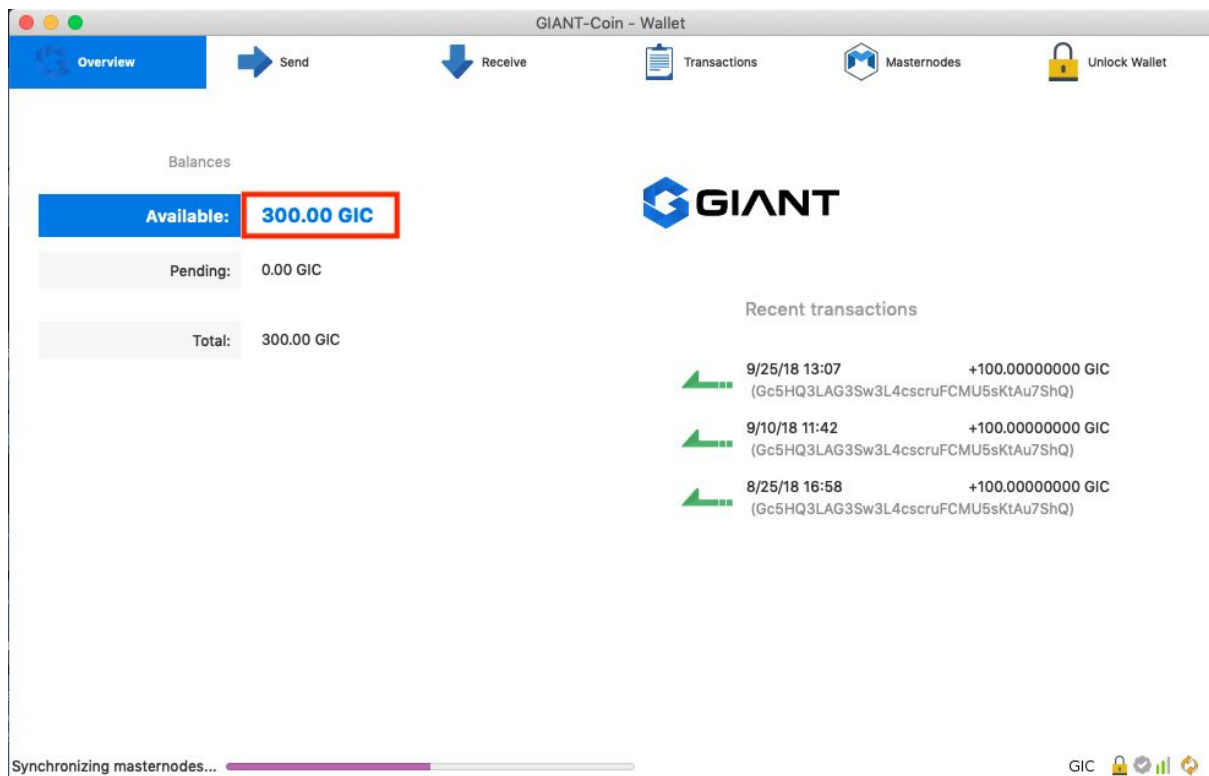 GIANT-Coin - Wallet
Overview Send Receive Transactions Masternodes Unlock Wallet
Balances
Available: 300.00 GIC
GIANT
Pending: 0.00 GIC
Recent transactions
Total: 300.00 GIC
9/25/18 13:07 +100.00000000 GIC
(Gc5HQ3LAG3Sw3L4cscruFCMU5sKtAu7ShQ)
9/10/18 11:42 +100.00000000 GIC
(Gc5HQ3LAG3Sw3L4cscruFCMU5sKtAu7ShQ)
8/25/18 16:58 +100.00000000 GIC
(Gc5HQ3LAG3Sw3L4cscruFCMU5sKtAu7ShQ)
Synchronizing masternodes... GIC